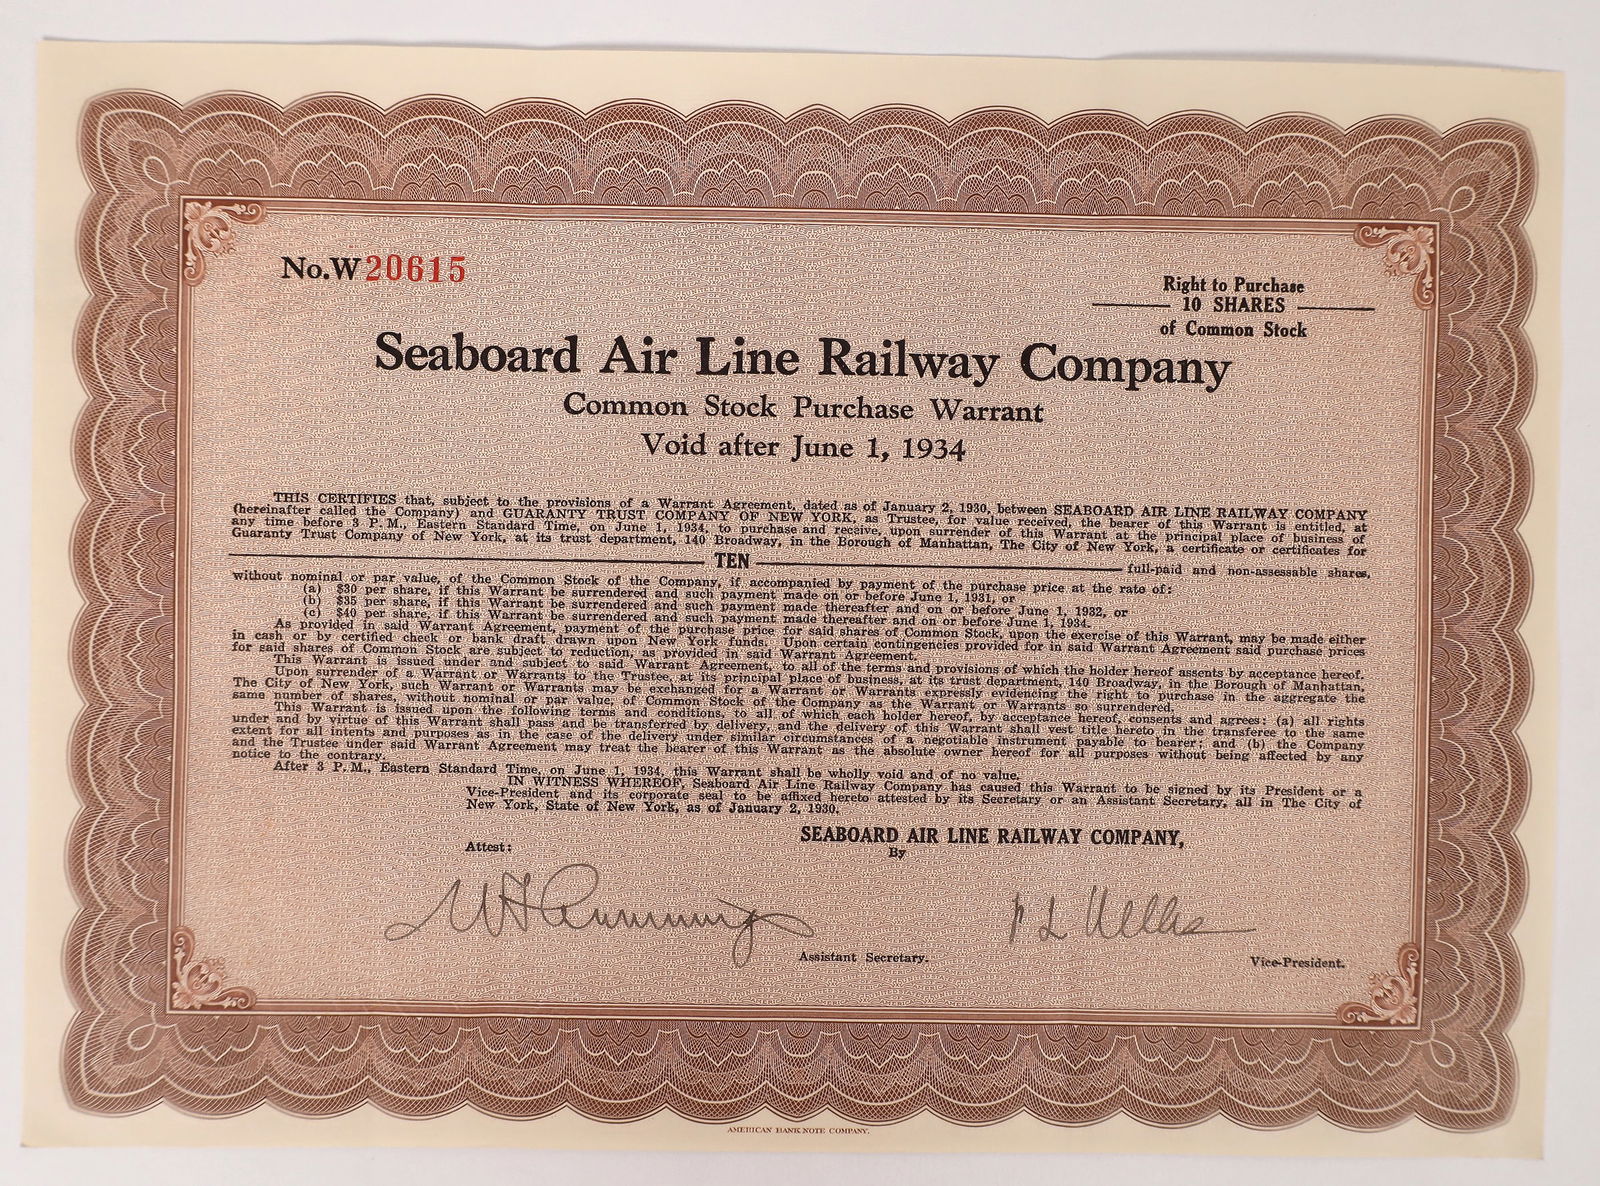 No.W 20615
Right to Purchase
10 SHARES
of Common Stock
Seaboard Air Line Railway Company
Common Stock Purchase Warrant
Void after June 1, 1934
THIS CERTIFIES that, subject to the provisions of a Warrant Agreement, dated as of January 2, 1930, between SEABOARD AIR LINE RAILWAY COMPANY
(hereinafter called the Company) and GUARANTY TRUST COMPANY OF NEW YORK, as Trustee, for value received, the bearer of this Warrant is entitled, at
any time before 3 P.M., Eastern Standard Time, on June 1, 1934, to purchase and receive, upon surrender of this Warrant at the principal place of business of
Guaranty Trust Company of New York, at its trust department, 140 Broadway, in the Borough of Manhattan, The City of New York, a certificate or certificates for
TEN full-paid and non-assessable shares,
without nominal or par value, of the Common Stock of the Company, if accompanied by payment of the purchase price at the rate of:
(a) $30 per share, if this Warrant be surrendered and such payment made on or before June 1, 1931, or
(b) $35 per share, if this Warrant be surrendered and such payment made thereafter and on or before June 1, 1932, or
(c) $40 per share, if this Warrant be surrendered and such payment made thereafter and on or before June 1, 1934.
As provided in said Warrant Agreement, payment of the purchase price for said shares of Common Stock, upon the exercise of this Warrant, may be made either
in cash or by certified check or bank draft drawn upon New York funds. Upon certain contingencies provided for in said Warrant Agreement said purchase prices
for said shares of Common Stock are subject to reduction, as provided in said Warrant Agreement.
This Warrant is issued under and subject to said Warrant Agreement, to all of the terms and provisions of which the holder hereof assents by acceptance hereof.
Upon surrender of a Warrant or Warrants to the Trustee, at its principal place of business, at its trust department, 140 Broadway, in the Borough of Manhattan,
The City of New York, such Warrant or Warrants may be exchanged for a Warrant or Warrants expressly evidencing the right to purchase in the aggregate the
same number of shares, without nominal or par value, of Common Stock of the Company as the Warrant or Warrants so surrendered.
This Warrant is issued upon the following terms and conditions, to all of which each holder hereof, by acceptance hereof, consents and agrees: (a) all rights
under and by virtue of this Warrant shall pass and be transferred by delivery, and the delivery of this Warrant shall vest title hereto in the transferee to the same
extent for all intents and purposes as in the case of the delivery under similar circumstances of a negotiable instrument payable to bearer; and (b) the Company
and the Trustee under said Warrant Agreement may treat the bearer of this Warrant as the absolute owner hereof for all purposes without being affected by any
notice to the contrary.
After 3 P.M., Eastern Standard Time, on June 1, 1934, this Warrant shall be wholly void and of no value.
IN WITNESS WHEREOF, Seaboard Air Line Railway Company has caused this Warrant to be signed by its President or a
Vice-President and its corporate seal to be affixed hereto attested by its Secretary or an Assistant Secretary, all in The City of
New York, State of New York, as of January 2, 1930.
SEABOARD AIR LINE RAILWAY COMPANY,
Attest:
By
Assistant Secretary.
Vice-President.
AMERICAN BANK NOTE COMPANY.